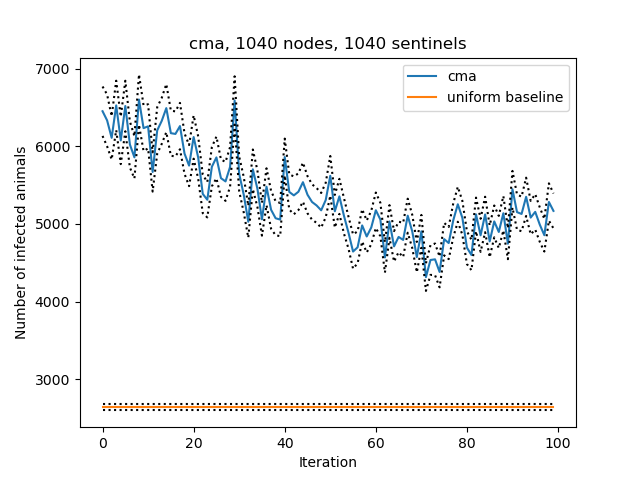 cma, 1040 nodes, 1040 sentinels
cma
uniform baseline
Number of infected animals
7000
6000
5000
4000
3000
0 20 40 60 80 100
Iteration